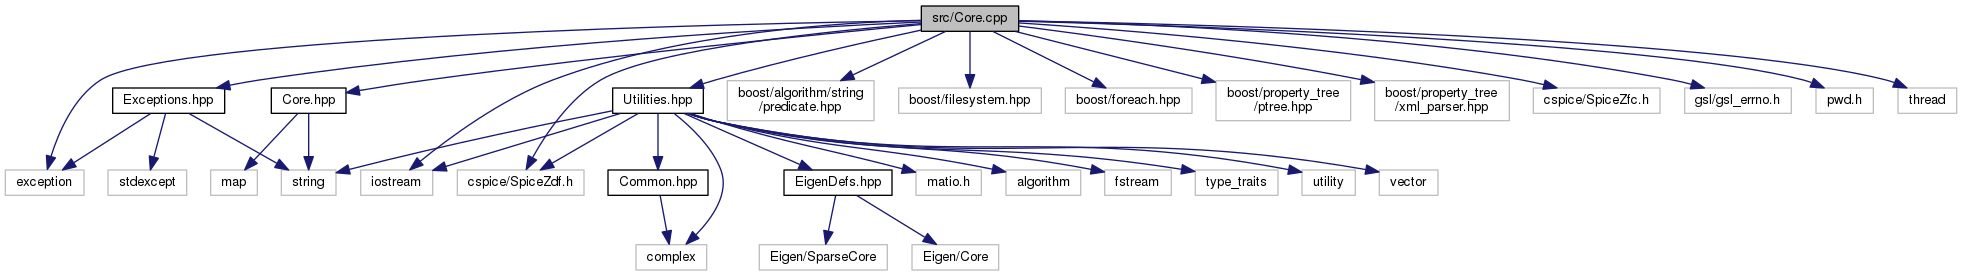 src/Core.cpp
Exceptions.hpp
Core.hpp
Utilities.hpp
boost/algorithm/string
/predicate.hpp
boost/filesystem.hpp
boost/foreach.hpp
boost/property_tree
/ptree.hpp
boost/property_tree
/xml_parser.hpp
cspice/SpiceZfc.h
gsl/gsl_errno.h
pwd.h
thread
exception
stdexcept
map
string
iostream
cspice/SpiceZdf.h
Common.hpp
EigenDefs.hpp
matio.h
algorithm
fstream
type_traits
utility
vector
complex
Eigen/SparseCore
Eigen/Core